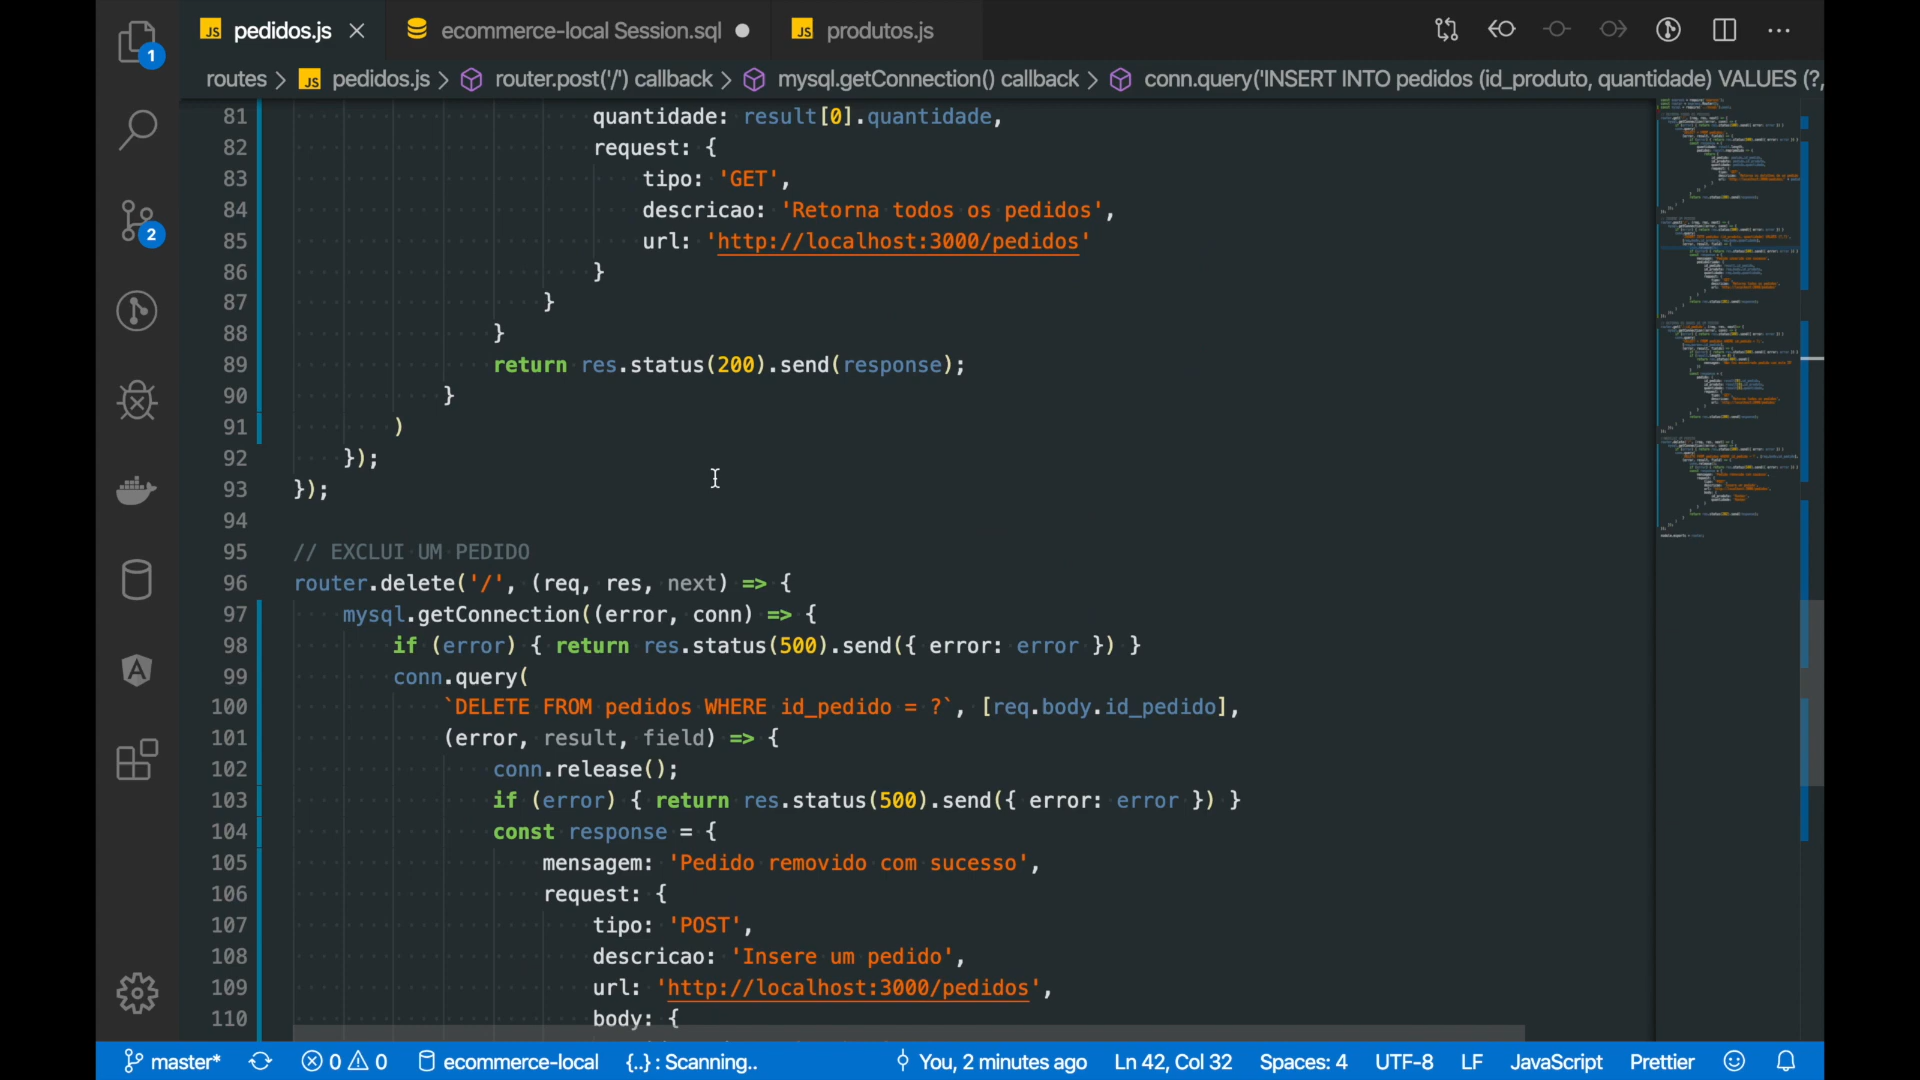 JS pedidos.js
ecommerce-local Session.sql
JS produtos.js
1
routes > JS pedidos.js > router.post('/') callback > mysql.getConnection() callback > conn.query('INSERT INTO pedidos (id_produto, quantidade) VALUES (?,
81 quantidade: result[0].quantidade,
82 request: {
83 tipo: 'GET',
84 descricao: 'Retorna todos os pedidos',
85 url: 'http://localhost:3000/pedidos'
2
86 }
87 }
88 }
89 return res.status(200).send(response);
90 }
91 )
92 });
93 });
94
95 // EXCLUI UM PEDIDO
96 router.delete('/', (req, res, next) => {
97 mysql.getConnection((error, conn) => {
98 if (error) { return res.status(500).send({ error: error }) }
99 conn.query(
100 `DELETE FROM pedidos WHERE id_pedido = ?`, [req.body.id_pedido],
101 (error, result, field) => {
102 conn.release();
103 if (error) { return res.status(500).send({ error: error }) }
104 const response = {
105 mensagem: 'Pedido removido com sucesso',
106 request: {
107 tipo: 'POST',
108 descricao: 'Insere um pedido',
109 url: 'http://localhost:3000/pedidos',
110 body: {
master* 0 0 ecommerce-local {..} : Scanning.. You, 2 minutes ago Ln 42, Col 32 Spaces: 4 UTF-8 LF JavaScript Prettier